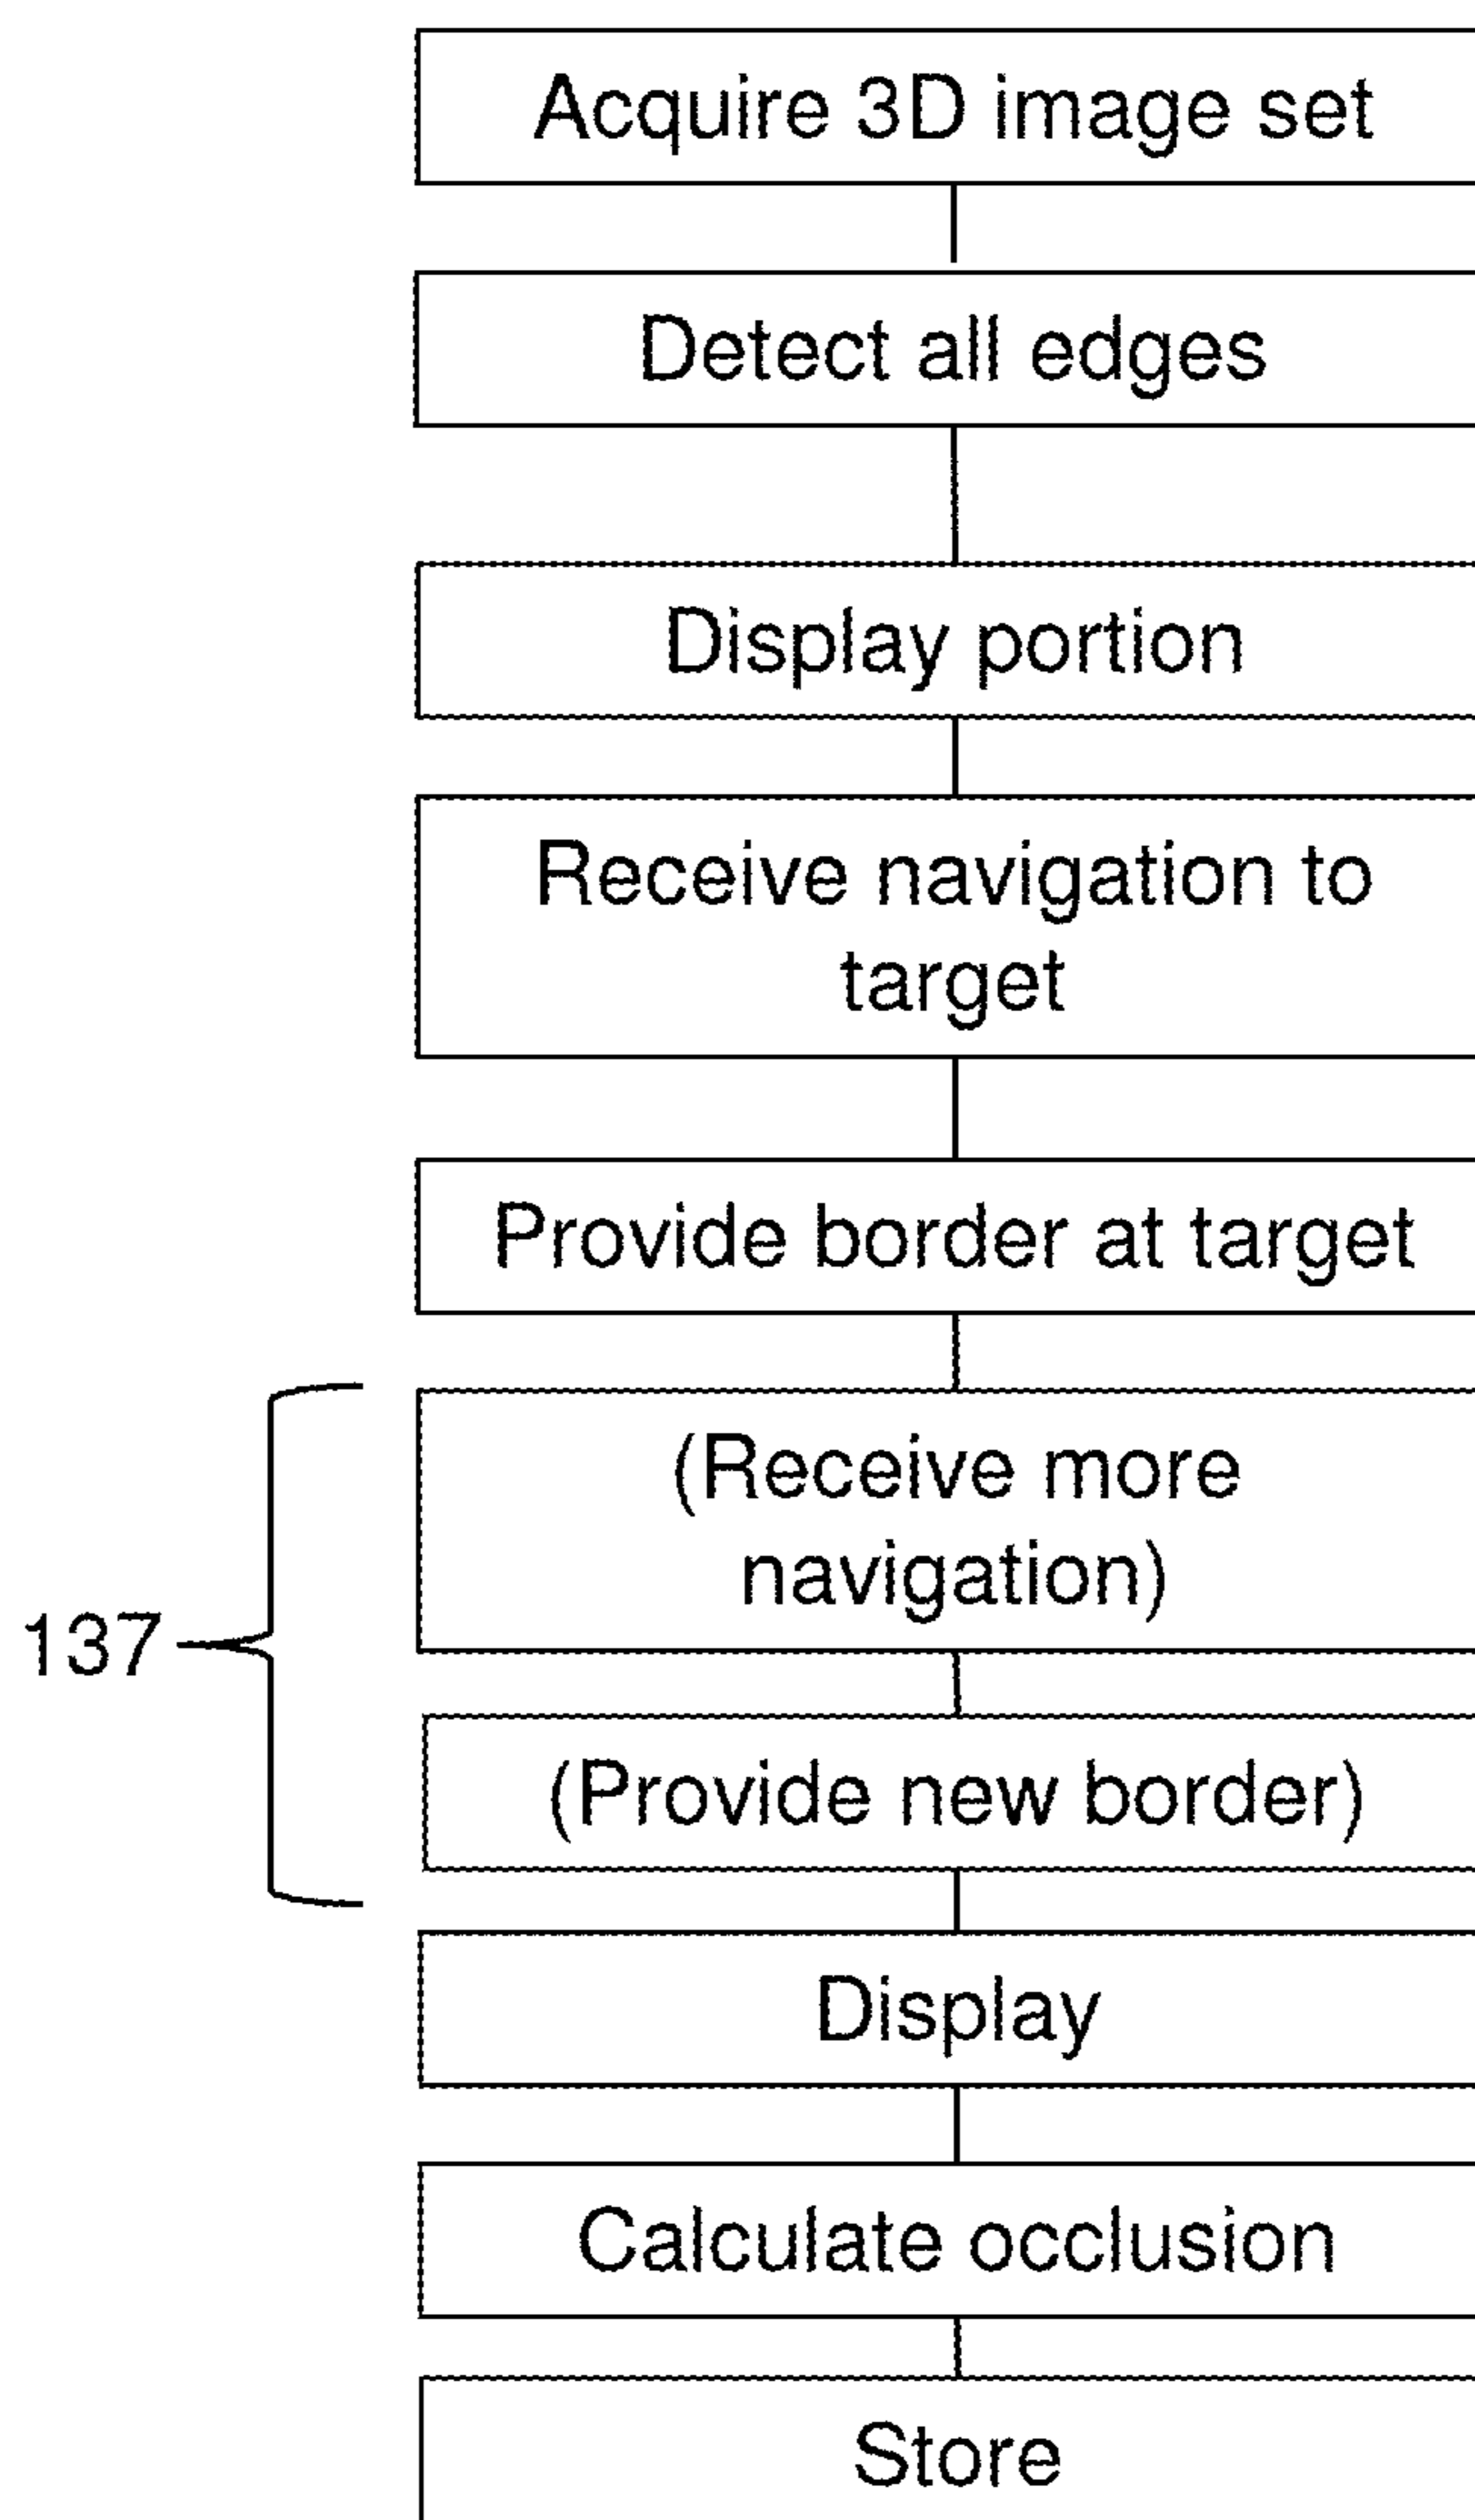 Acquire 3D image set
Detect all edges
Display portion
Receive navigation to
target
Provide border at target
(Receive more
navigation)
137
(Provide new border)
Display
Calculate occlusion
Store